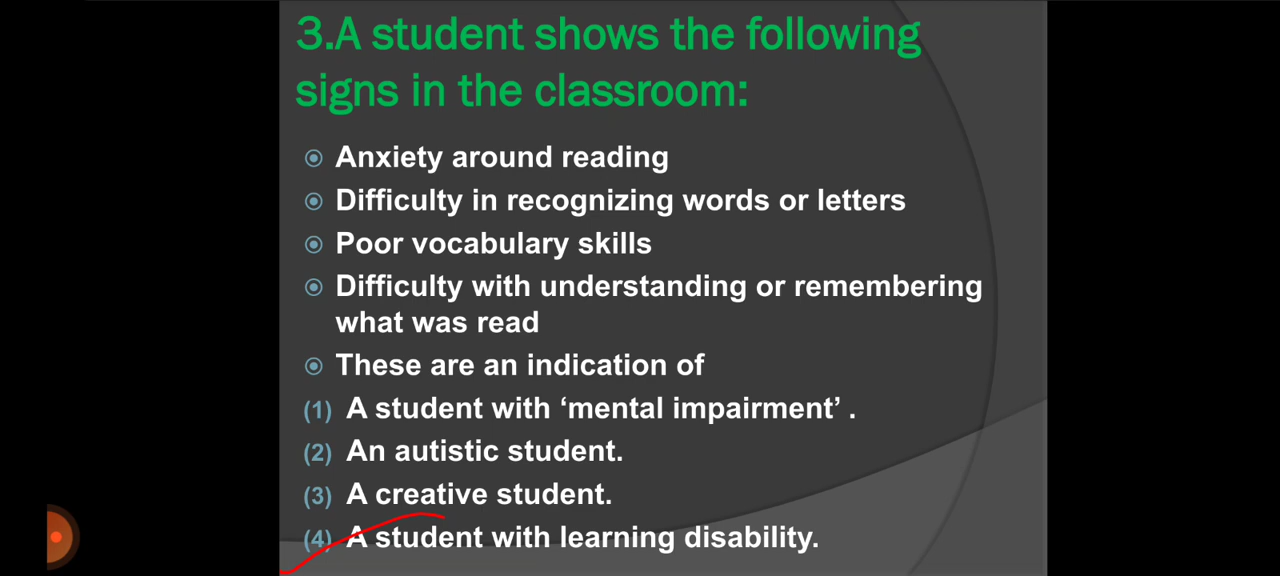 3.A student shows the following
signs in the classroom:
Anxiety around reading
Difficulty in recognizing words or letters
Poor vocabulary skills
Difficulty with understanding or remembering
what was read
These are an indication of
(1) A student with ‘mental impairment’ .
(2) An autistic student.
(3) A creative student.
(4) A student with learning disability.